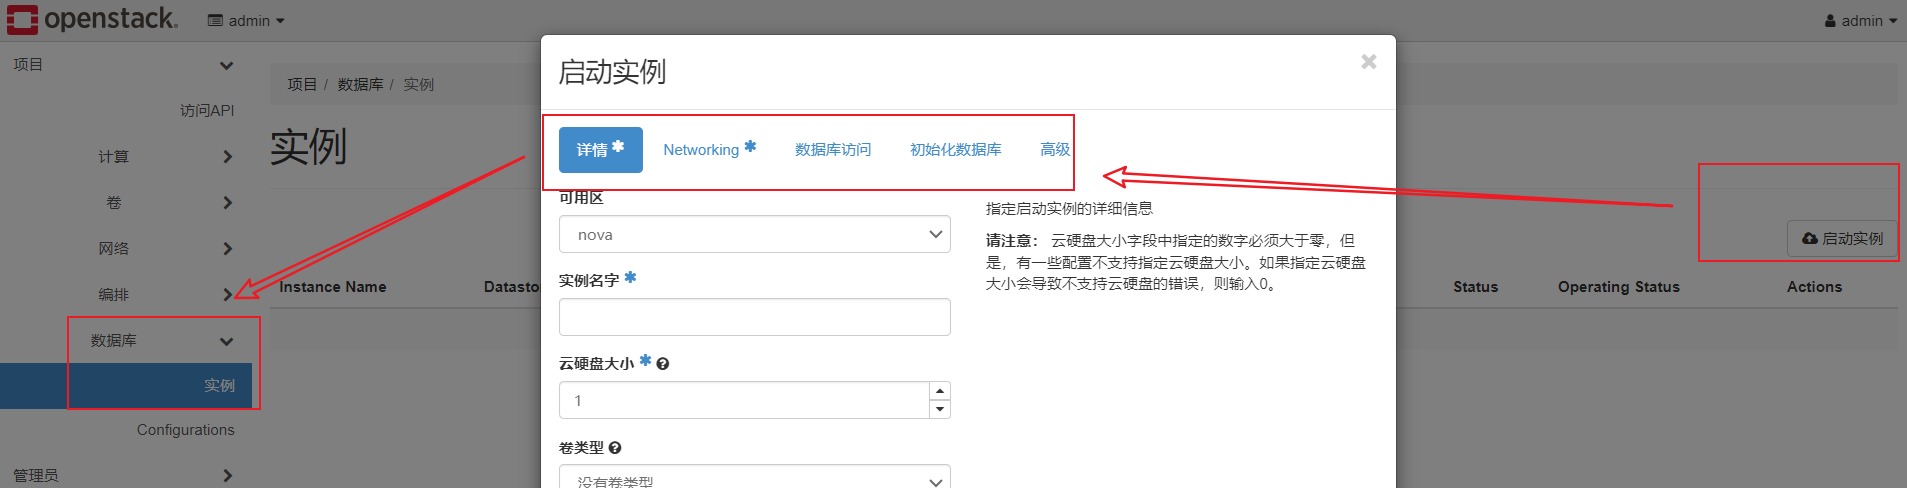 openstack.
admin
admin
项目
访问API
计算
卷
网络
编排
数据库
实例
Configurations
管理员
项目 / 数据库 / 实例
实例
启动实例
Instance Name
Status
Operating Status
Actions
启动实例
详情 *
Networking *
数据库访问
初始化数据库
高级
可用区
nova
实例名字 *
云硬盘大小 *
1
卷类型
没有卷类型
指定启动实例的详细信息
请注意： 云硬盘大小字段中指定的数字必须大于零，但
是，有一些配置不支持指定云硬盘大小。如果指定云硬盘
大小会导致不支持云硬盘的错误，则输入0。